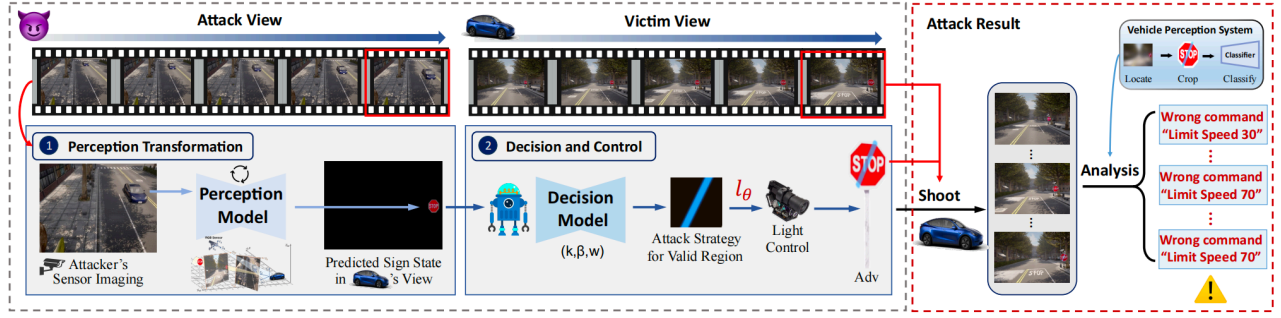 Attack View
Victim View
1 Perception Transformation
Perception
Model
STOP
Attacker's
Sensor Imaging
Predicted Sign State
in 's View
2 Decision and Control
Decision
Model
(k,β,w)
Attack Strategy
for Valid Region
lθ
Light
Control
STOP
Adv
Attack Result
Shoot
Analysis
Vehicle Perception System
STOP
Classifier
Locate
Crop
Classify
Wrong command
“Limit Speed 30”
Wrong command
“Limit Speed 70”
Wrong command
“Limit Speed 70”